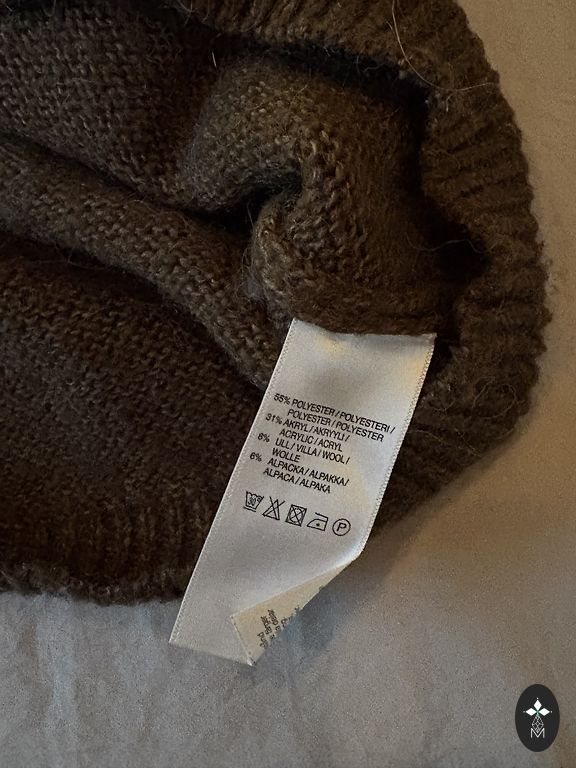 55% POLYESTER / POLYESTERI /
POLYESTER / POLYESTER
31% AKRYL / AKRYYLI /
ACRYLIC / ACRYL
8% ULL / VILLA / WOOL /
WOLLE
6% ALPACKA / ALPAKKA /
ALPACA / ALPAKA
30° P
M